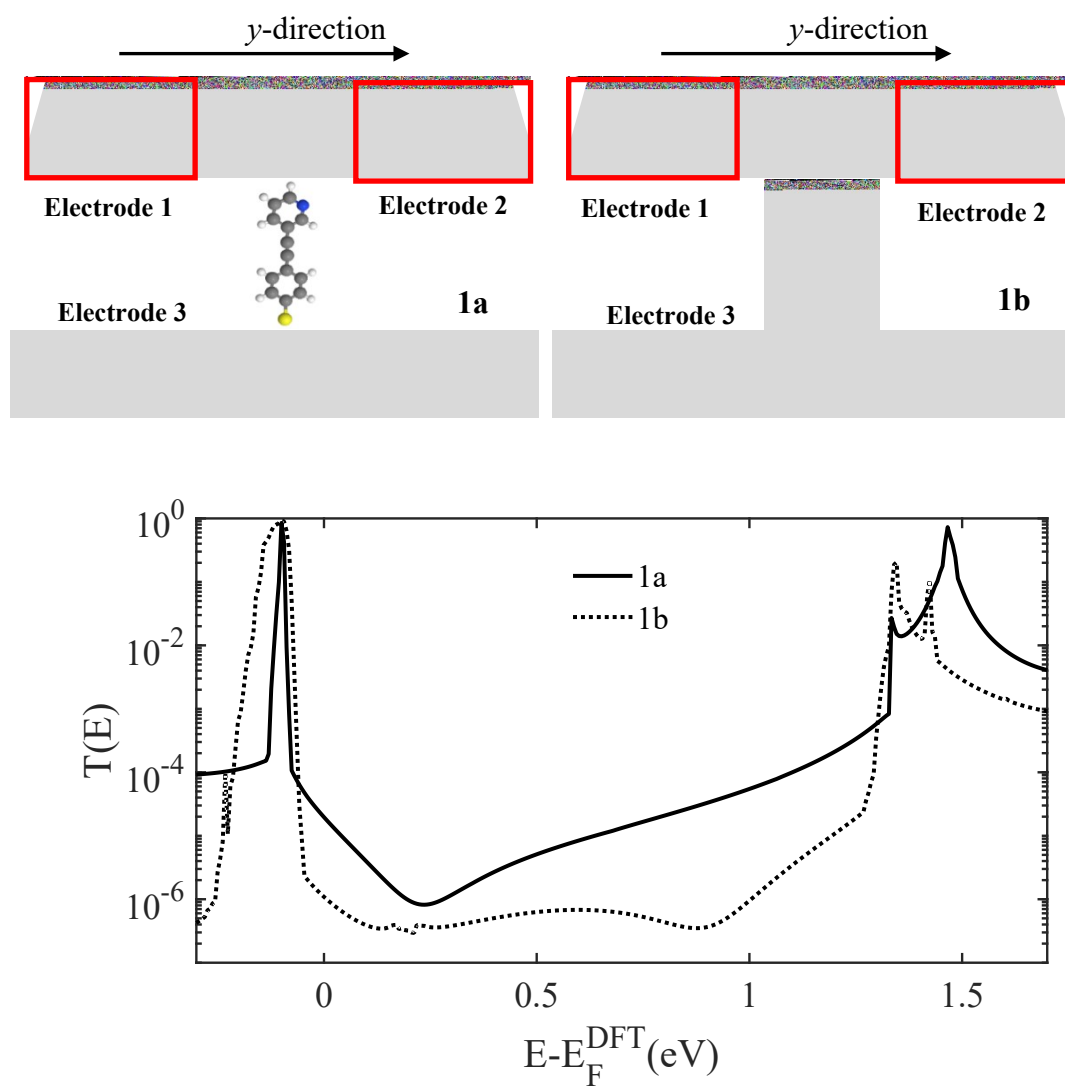 y-direction
y-direction
Electrode 1
Electrode 2
Electrode 3
1a
Electrode 1
Electrode 2
Electrode 3
1b
T(E)
10^0
10^-2
10^-4
10^-6
1a
1b
0
0.5
1
1.5
E-E_F^DFT(eV)